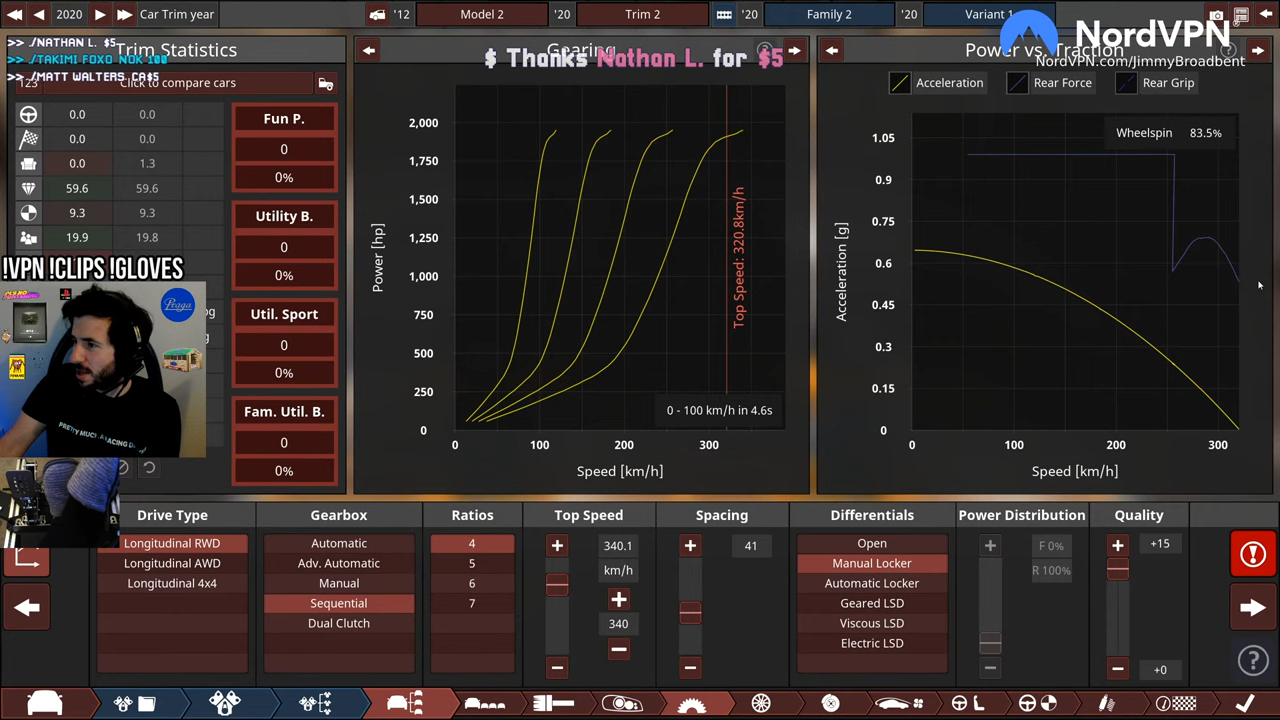 2020
Car Trim year
'12
Model 2
'20
Trim 2
'20
Family 2
'20
Variant 1
NordVPN
NordVPN.com/JimmyBroadbent
>> ./NATHAN L. $5
>> ./TAKIMI FOXO NOK 100
>> ./MATT WALTERS CA$5
$ Thanks Nathan L. for $5
Trim Statistics
123
Click to compare cars
0.0 0.0
0.0 0.0
0.0 1.3
59.6 59.6
9.3 9.3
19.9 19.8
Fun P.
0
0%
Utility B.
0
0%
Util. Sport
0
0%
Fam. Util. B.
0
0%
!VPN !CLIPS !GLOVES
Praga
Gearing
Power [hp]
2,000
1,750
1,500
1,250
1,000
750
500
250
0
0 100 200 300
Speed [km/h]
Top Speed: 320.8km/h
0 - 100 km/h in 4.6s
Power vs. Traction
Acceleration
Rear Force
Rear Grip
Wheelspin 83.5%
Acceleration [g]
1.05
0.9
0.75
0.6
0.45
0.3
0.15
0
0 100 200 300
Speed [km/h]
Drive Type
Longitudinal RWD
Longitudinal AWD
Longitudinal 4x4
Gearbox
Automatic
Adv. Automatic
Manual
Sequential
Dual Clutch
Ratios
4
5
6
7
Top Speed
340.1
km/h
340
Spacing
41
Differentials
Open
Manual Locker
Automatic Locker
Geared LSD
Viscous LSD
Electric LSD
Power Distribution
F 0%
R 100%
Quality
+15
+0